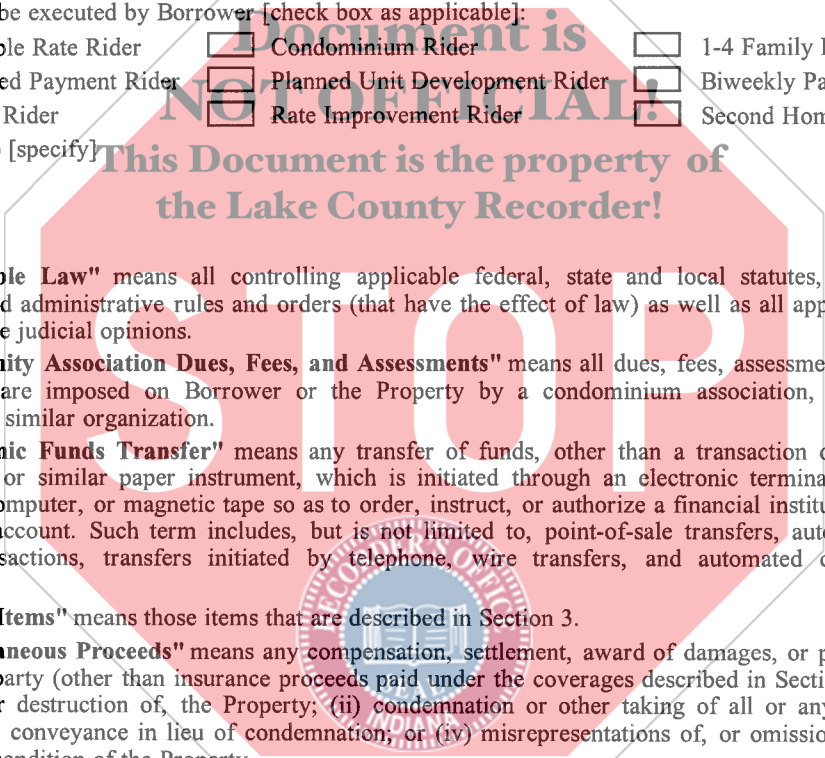 be executed by Borrower [check box as applicable]:
Document is
ble Rate Rider Condominium Rider 1-4 Family
ed Payment Rider Planned Unit Development Rider Biweekly Pa
NOT OFFICIAL!
Rider Rate Improvement Rider Second Hom
[specify]
This Document is the property of
the Lake County Recorder!
ble Law" means all controlling applicable federal, state and local statutes,
d administrative rules and orders (that have the effect of law) as well as all app
e judicial opinions.
STOP
nity Association Dues, Fees, and Assessments" means all dues, fees, assessme
are imposed on Borrower or the Property by a condominium association,
similar organization.
nic Funds Transfer" means any transfer of funds, other than a transaction
or similar paper instrument, which is initiated through an electronic termina
omputer, or magnetic tape so as to order, instruct, or authorize a financial institu
account. Such term includes, but is not limited to, point-of-sale transfers, aut
sactions, transfers initiated by telephone, wire transfers, and automated
Items" means those items that are described in Section 3.
RECORDER'S OFFICE
SEAL
INDIANA
aneous Proceeds" means any compensation, settlement, award of damages, or p
party (other than insurance proceeds paid under the coverages described in Secti
r destruction of, the Property; (ii) condemnation or other taking of all or any
conveyance in lieu of condemnation; or (iv) misrepresentations of, or omissio
ondition of the Property